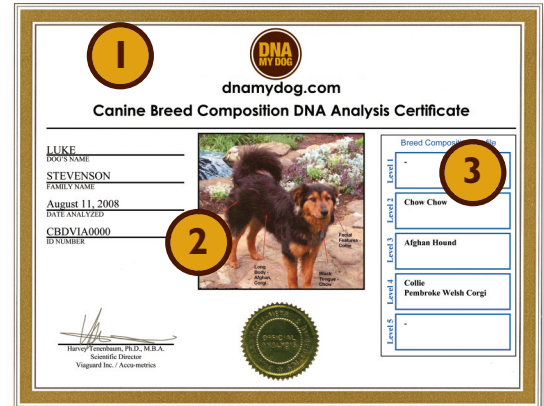 1
DNA
MY DOG
dnamydog.com
Canine Breed Composition DNA Analysis Certificate
LUKE
DOG'S NAME
STEVENSON
FAMILY NAME
August 11, 2008
DATE ANALYZED
CBDVIA0000
ID NUMBER
Harvey Tenenbaum, Ph.D., M.B.A.
Scientific Director
Viaguard Inc. / Accu-metrics
2
Long
Body -
Afghan,
Corgi
Black
Tongue -
Chow
Facial
Features -
Collie
OFFICIAL
ANALYSIS
Breed Composition
3
Level 1
-
Level 2
Chow Chow
Level 3
Afghan Hound
Level 4
Collie
Pembroke Welsh Corgi
Level 5
-